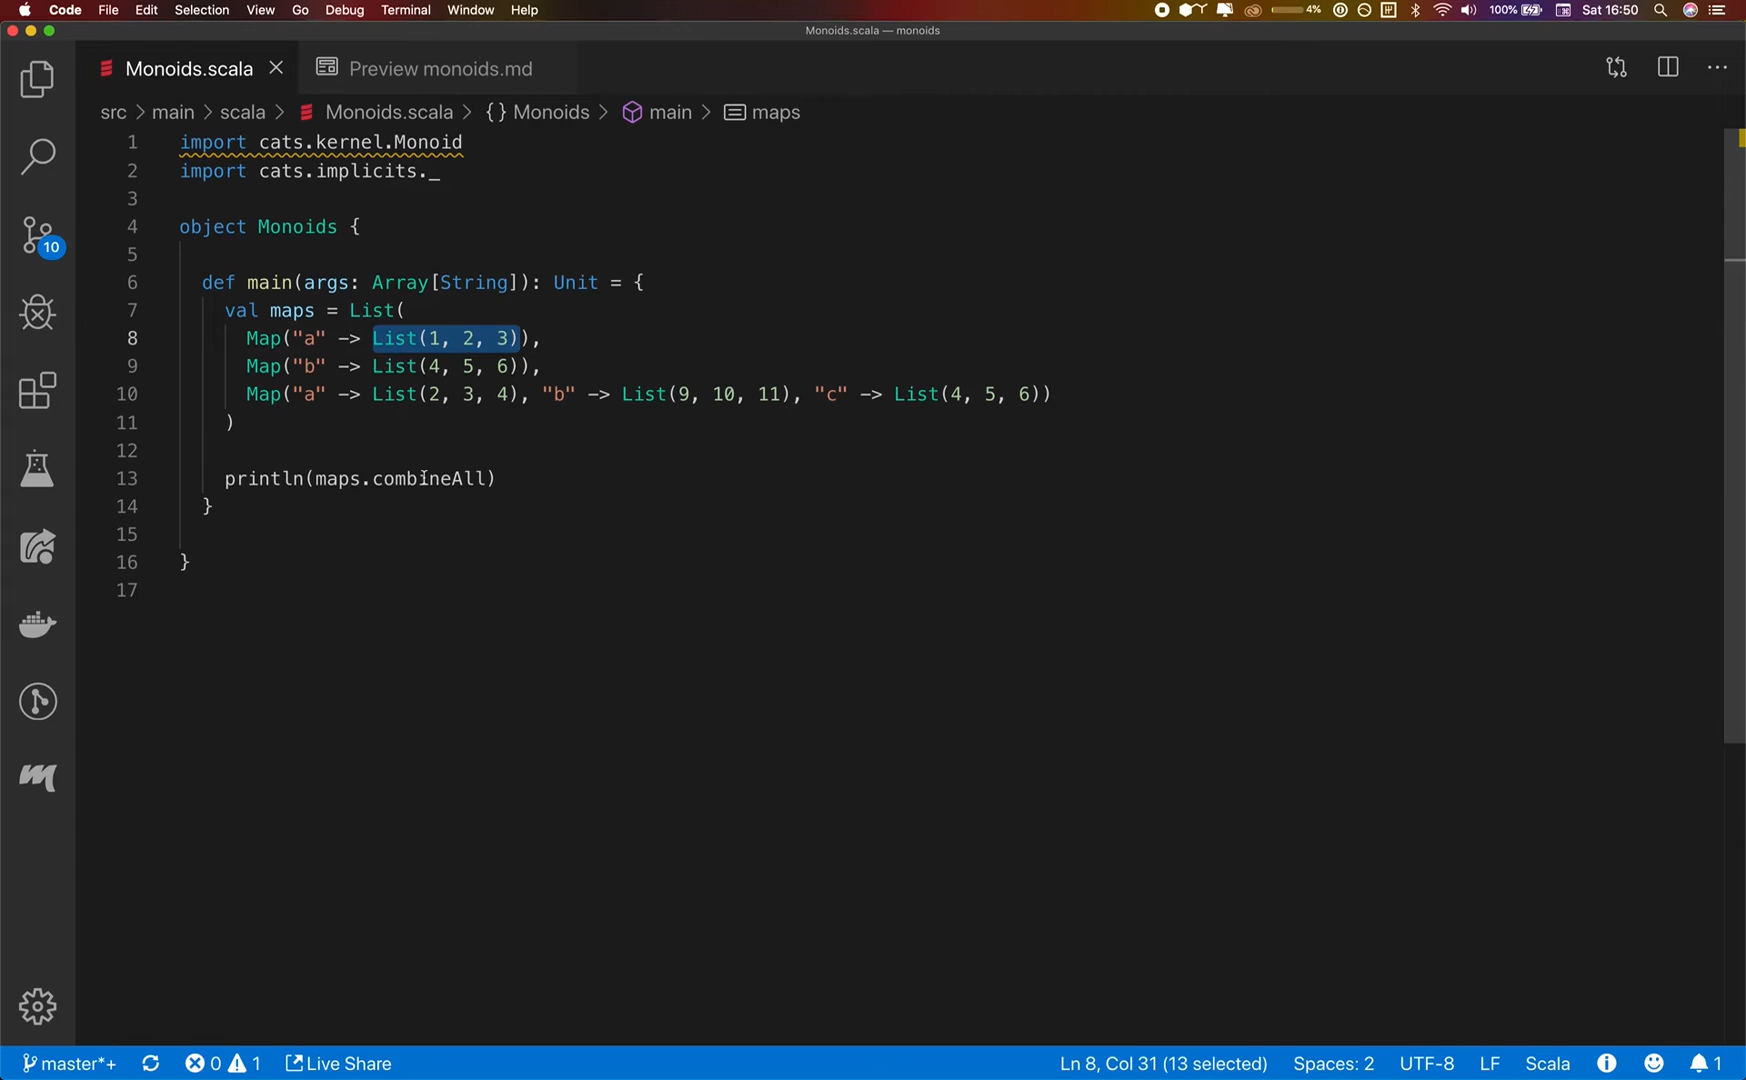 Code File Edit Selection View Go Debug Terminal Window Help 4% 100% Sat 16:50
Monoids.scala — monoids
Monoids.scala Preview monoids.md
src > main > scala > Monoids.scala > {} Monoids > main > maps
1 import cats.kernel.Monoid
2 import cats.implicits._
3
4 object Monoids {
5
6 def main(args: Array[String]): Unit = {
7 val maps = List(
8 Map("a" -> List(1, 2, 3)),
9 Map("b" -> List(4, 5, 6)),
10 Map("a" -> List(2, 3, 4), "b" -> List(9, 10, 11), "c" -> List(4, 5, 6))
11 )
12
13 println(maps.combineAll)
14 }
15
16 }
17
10
master*+ 0 1 Live Share Ln 8, Col 31 (13 selected) Spaces: 2 UTF-8 LF Scala 1